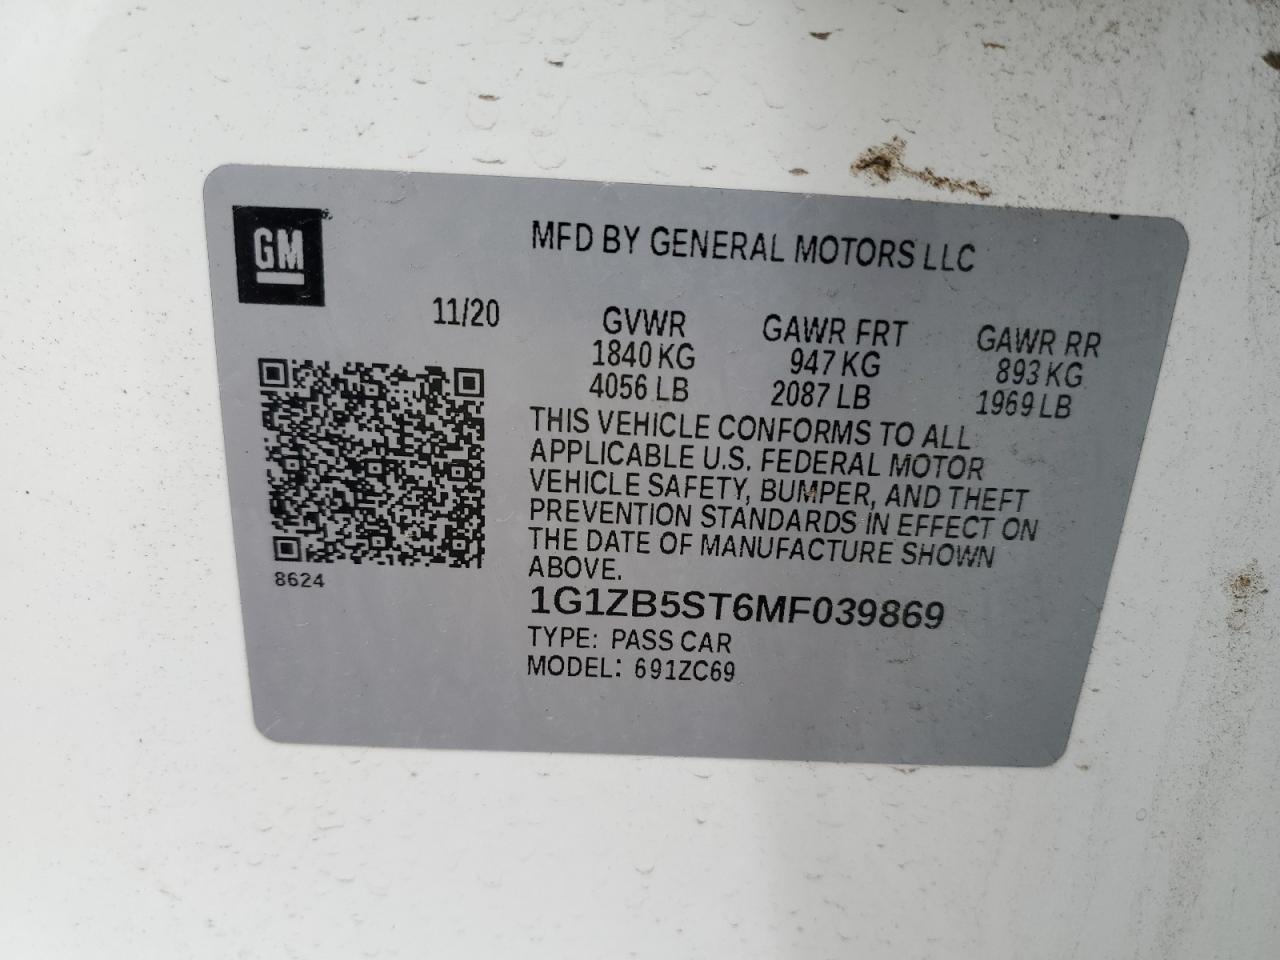 GM
MFD BY GENERAL MOTORS LLC
11/20
GVWR
1840 KG
4056 LB
GAWR FRT
947 KG
2087 LB
GAWR RR
893 KG
1969 LB
THIS VEHICLE CONFORMS TO ALL
APPLICABLE U.S. FEDERAL MOTOR
VEHICLE SAFETY, BUMPER, AND THEFT
PREVENTION STANDARDS IN EFFECT ON
THE DATE OF MANUFACTURE SHOWN
ABOVE.
8624
1G1ZB5ST6MF039869
TYPE: PASS CAR
MODEL: 691ZC69